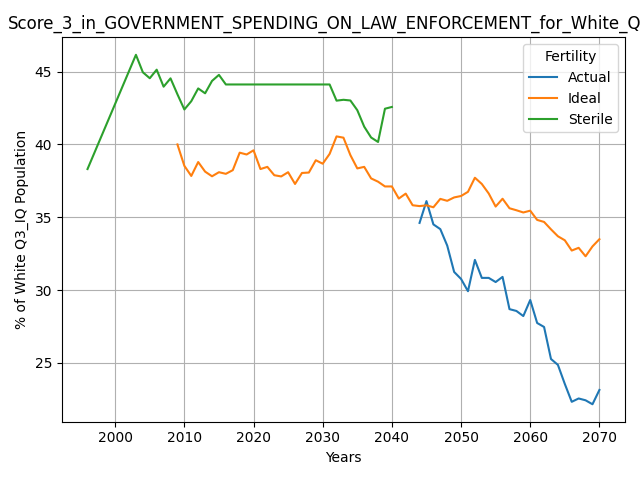 Score_3_in_GOVERNMENT_SPENDING_ON_LAW_ENFORCEMENT_for_White_Q
Fertility
Actual
Ideal
Sterile
% of White Q3_IQ Population
45
40
35
30
25
2000 2010 2020 2030 2040 2050 2060 2070
Years